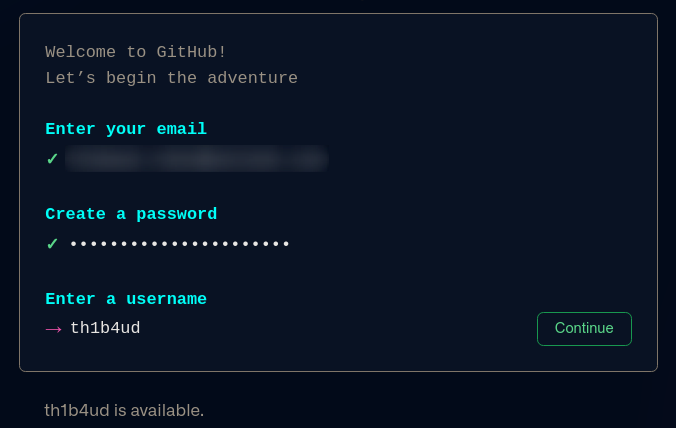 Welcome to GitHub!
Let's begin the adventure
Enter your email
✓
Create a password
✓ ••••••••••••••••••••••
Enter a username
→ th1b4ud
Continue
th1b4ud is available.